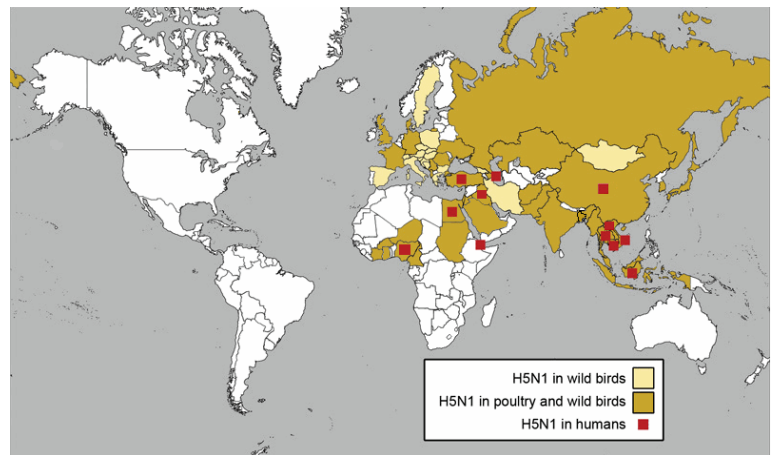 H5N1 in wild birds
H5N1 in poultry and wild birds
H5N1 in humans